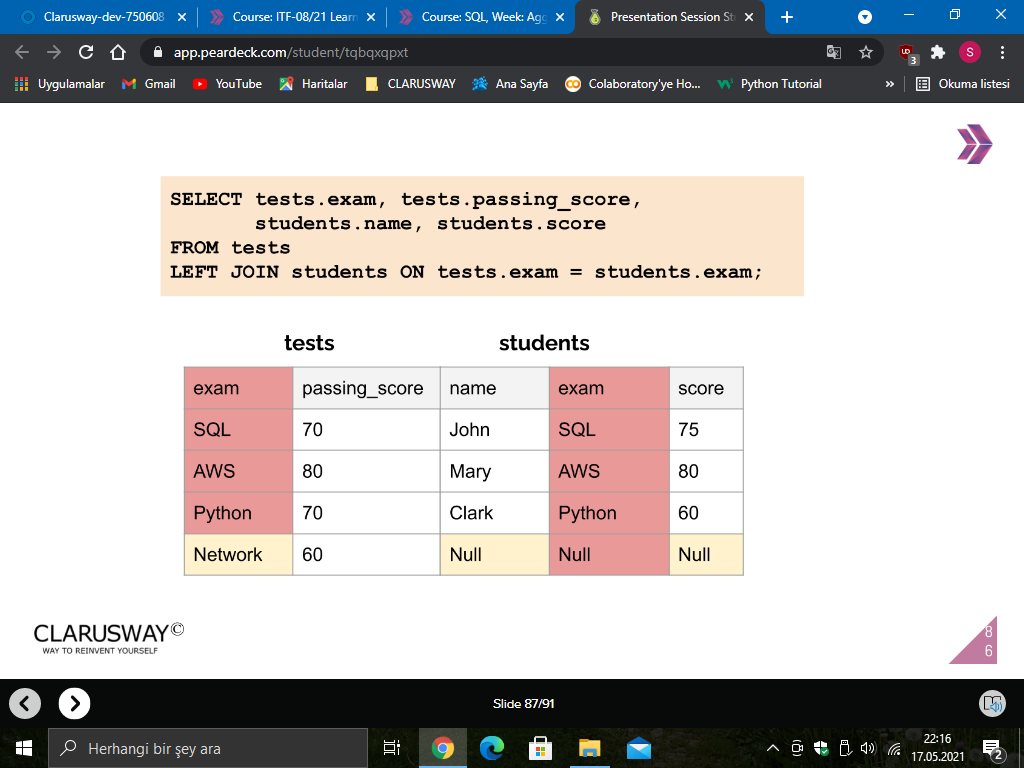 Clarusway-dev-750608
Course: ITF-08/21 Learn
Course: SQL, Week: Agg
Presentation Session St
app.peardeck.com/student/tqbqxqpxt
UD
3
S
Uygulamalar
Gmail
YouTube
Haritalar
CLARUSWAY
Ana Sayfa
Colaboratory'ye Ho...
Python Tutorial
»
Okuma listesi
SELECT tests.exam, tests.passing_score,
students.name, students.score
FROM tests
LEFT JOIN students ON tests.exam = students.exam;
tests students
exam passing_score name exam score
SQL 70 John SQL 75
AWS 80 Mary AWS 80
Python 70 Clark Python 60
Network 60 Null Null Null
CLARUSWAY©
WAY TO REINVENT YOURSELF
8
6
Slide 87/91
Herhangi bir şey ara
22:16
17.05.2021
2